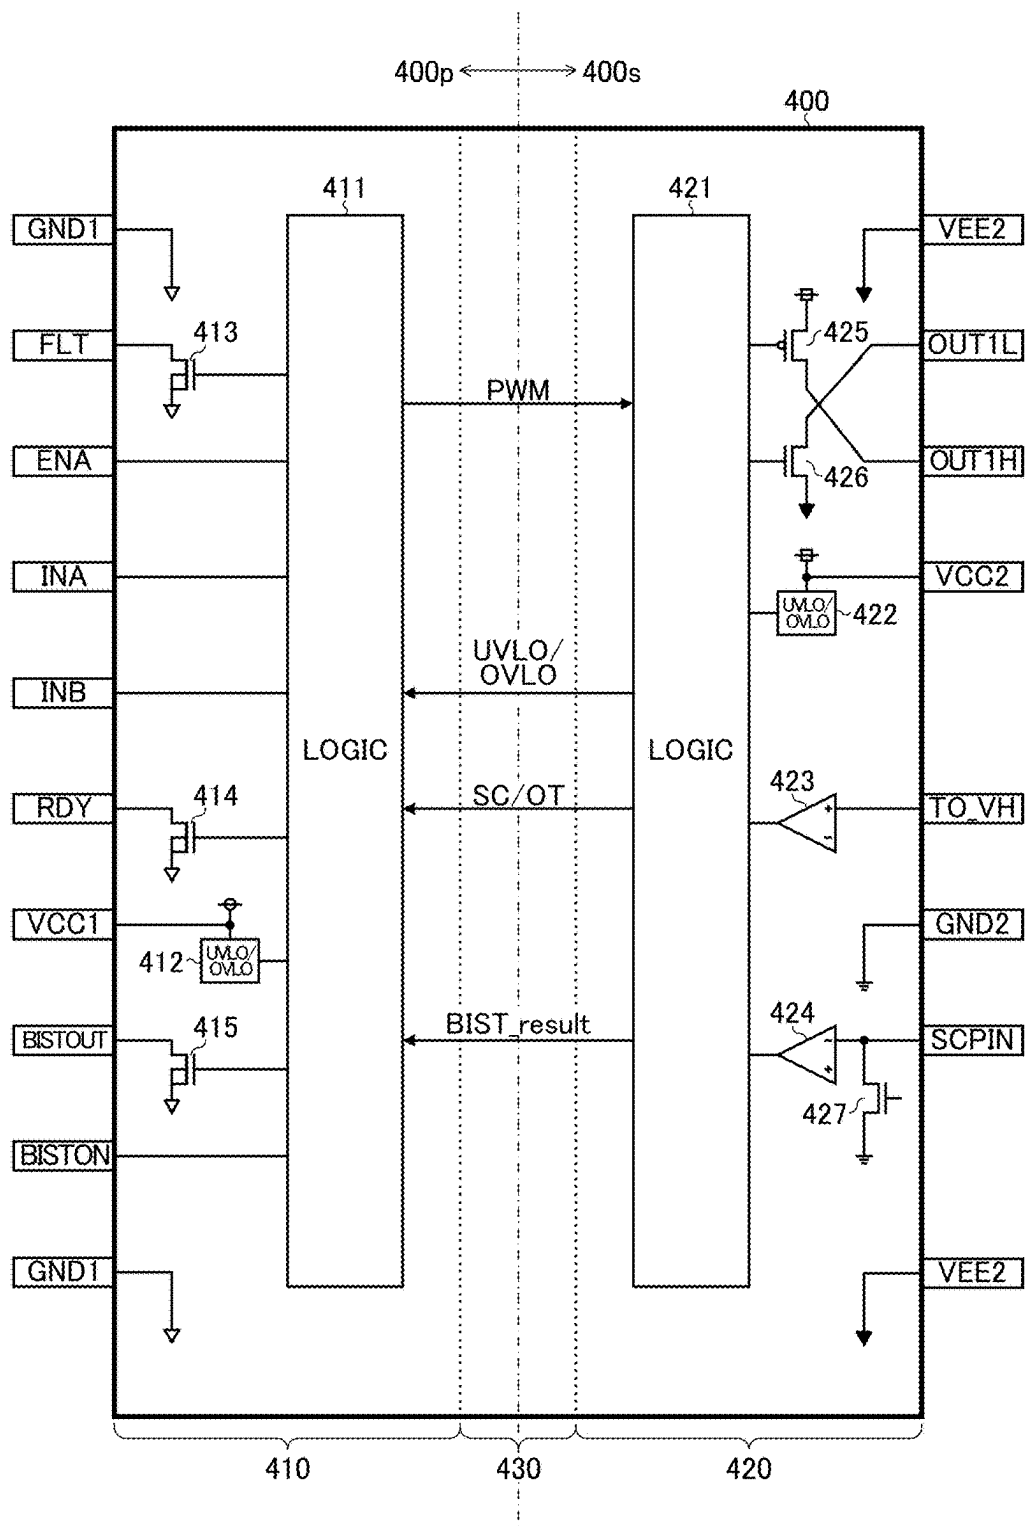 400p 400s
400
411 421
GND1 VEE2
FLT 413 425 OUT1L
PWM
ENA 426 OUT1H
INA VCC2
UVLO/
OVLO 422
UVLO/
OVLO
INB
LOGIC LOGIC
RDY 414 SC/OT 423 TO_VH
+
-
VCC1 GND2
412 UVLO/
OVLO
BISTOUT 415 BIST_result 424 SCPIN
-
+
427
BISTON
GND1 VEE2
410 430 420